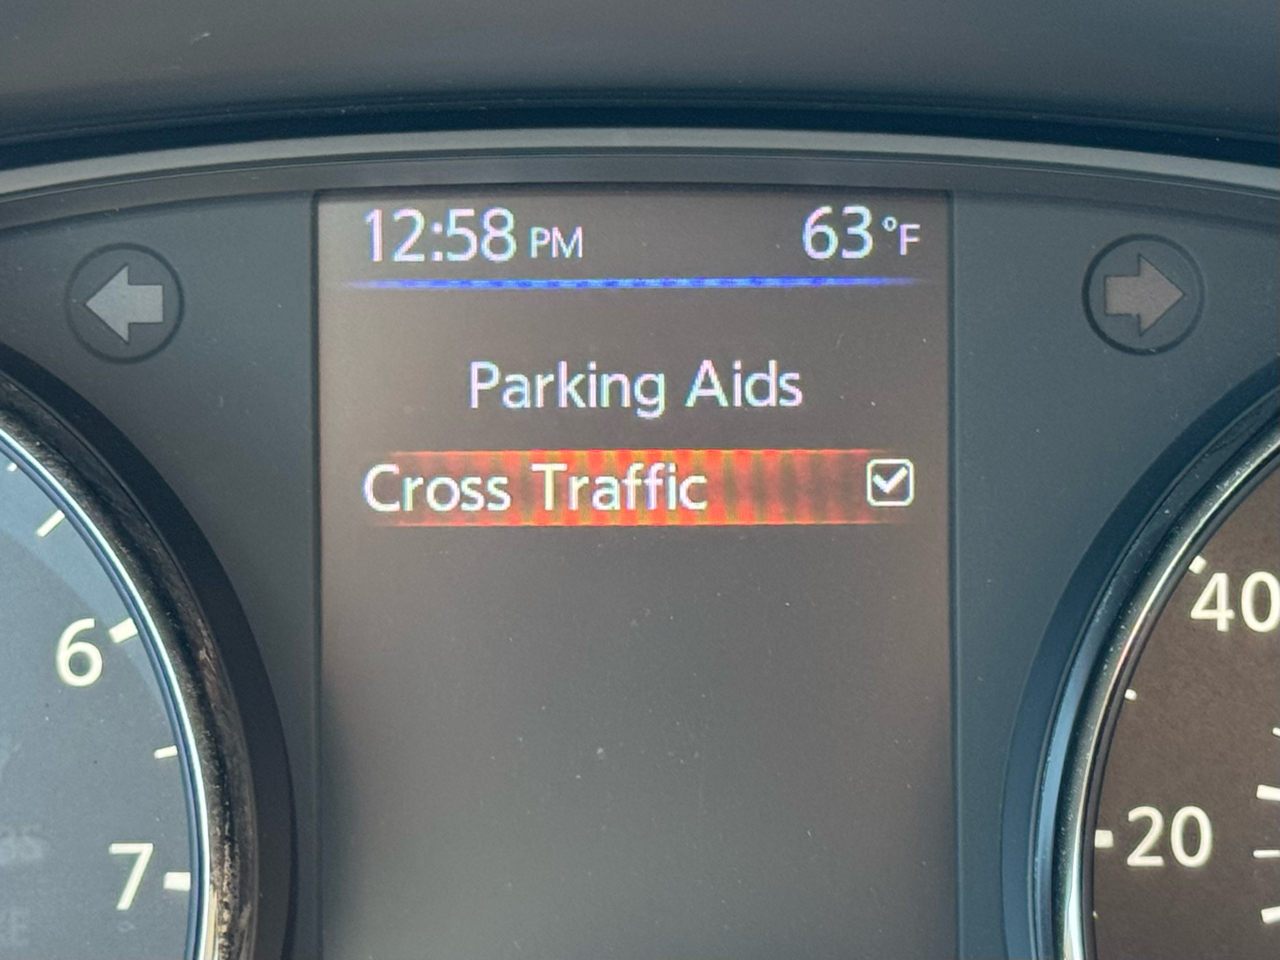 12:58 PM 63°F
Parking Aids
Cross Traffic
6
7
40
20